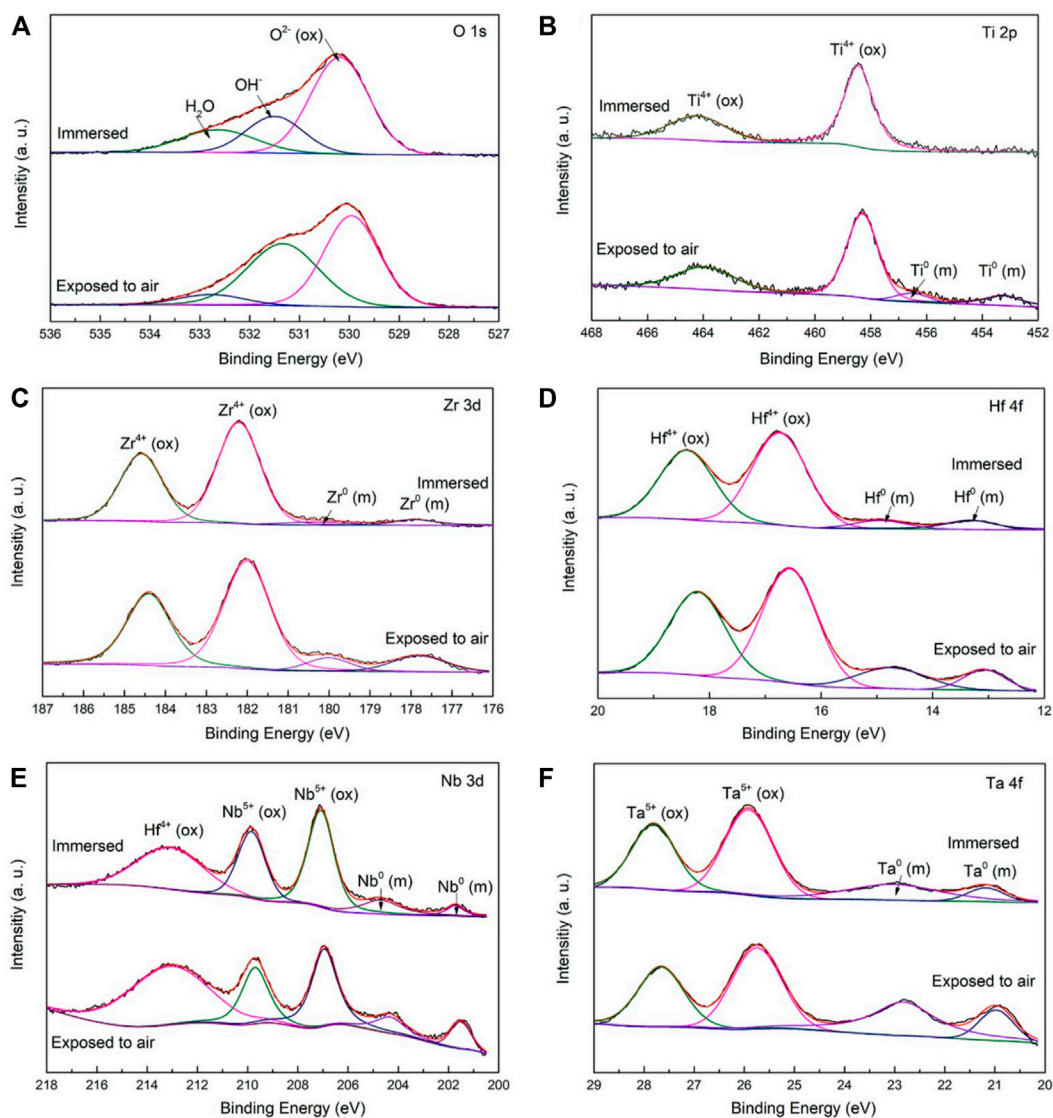 A
O 1s
O²⁻ (ox)
OH⁻
H₂O
Immersed
Exposed to air
Intensitiy (a. u.)
536 535 534 533 532 531 530 529 528 527
Binding Energy (eV)
B
Ti 2p
Ti⁴⁺ (ox)
Ti⁴⁺ (ox)
Immersed
Exposed to air
Ti⁰ (m)
Ti⁰ (m)
Intensitiy (a. u.)
468 466 464 462 460 458 456 454 452
Binding Energy (eV)
C
Zr 3d
Zr⁴⁺ (ox)
Zr⁴⁺ (ox)
Immersed
Zr⁰ (m)
Zr⁰ (m)
Exposed to air
Intensitiy (a. u.)
187 186 185 184 183 182 181 180 179 178 177 176
Binding Energy (eV)
D
Hf 4f
Hf⁴⁺ (ox)
Hf⁴⁺ (ox)
Immersed
Hf⁰ (m)
Hf⁰ (m)
Exposed to air
Intensitiy (a. u.)
20 18 16 14 12
Binding Energy (eV)
E
Nb 3d
Nb⁵⁺ (ox)
Nb⁵⁺ (ox)
Hf⁴⁺ (ox)
Immersed
Nb⁰ (m)
Nb⁰ (m)
Exposed to air
Intensitiy (a. u.)
218 216 214 212 210 208 206 204 202 200
Binding Energy (eV)
F
Ta 4f
Ta⁵⁺ (ox)
Ta⁵⁺ (ox)
Immersed
Ta⁰ (m)
Ta⁰ (m)
Exposed to air
Intensitiy (a. u.)
29 28 27 26 25 24 23 22 21 20
Binding Energy (eV)